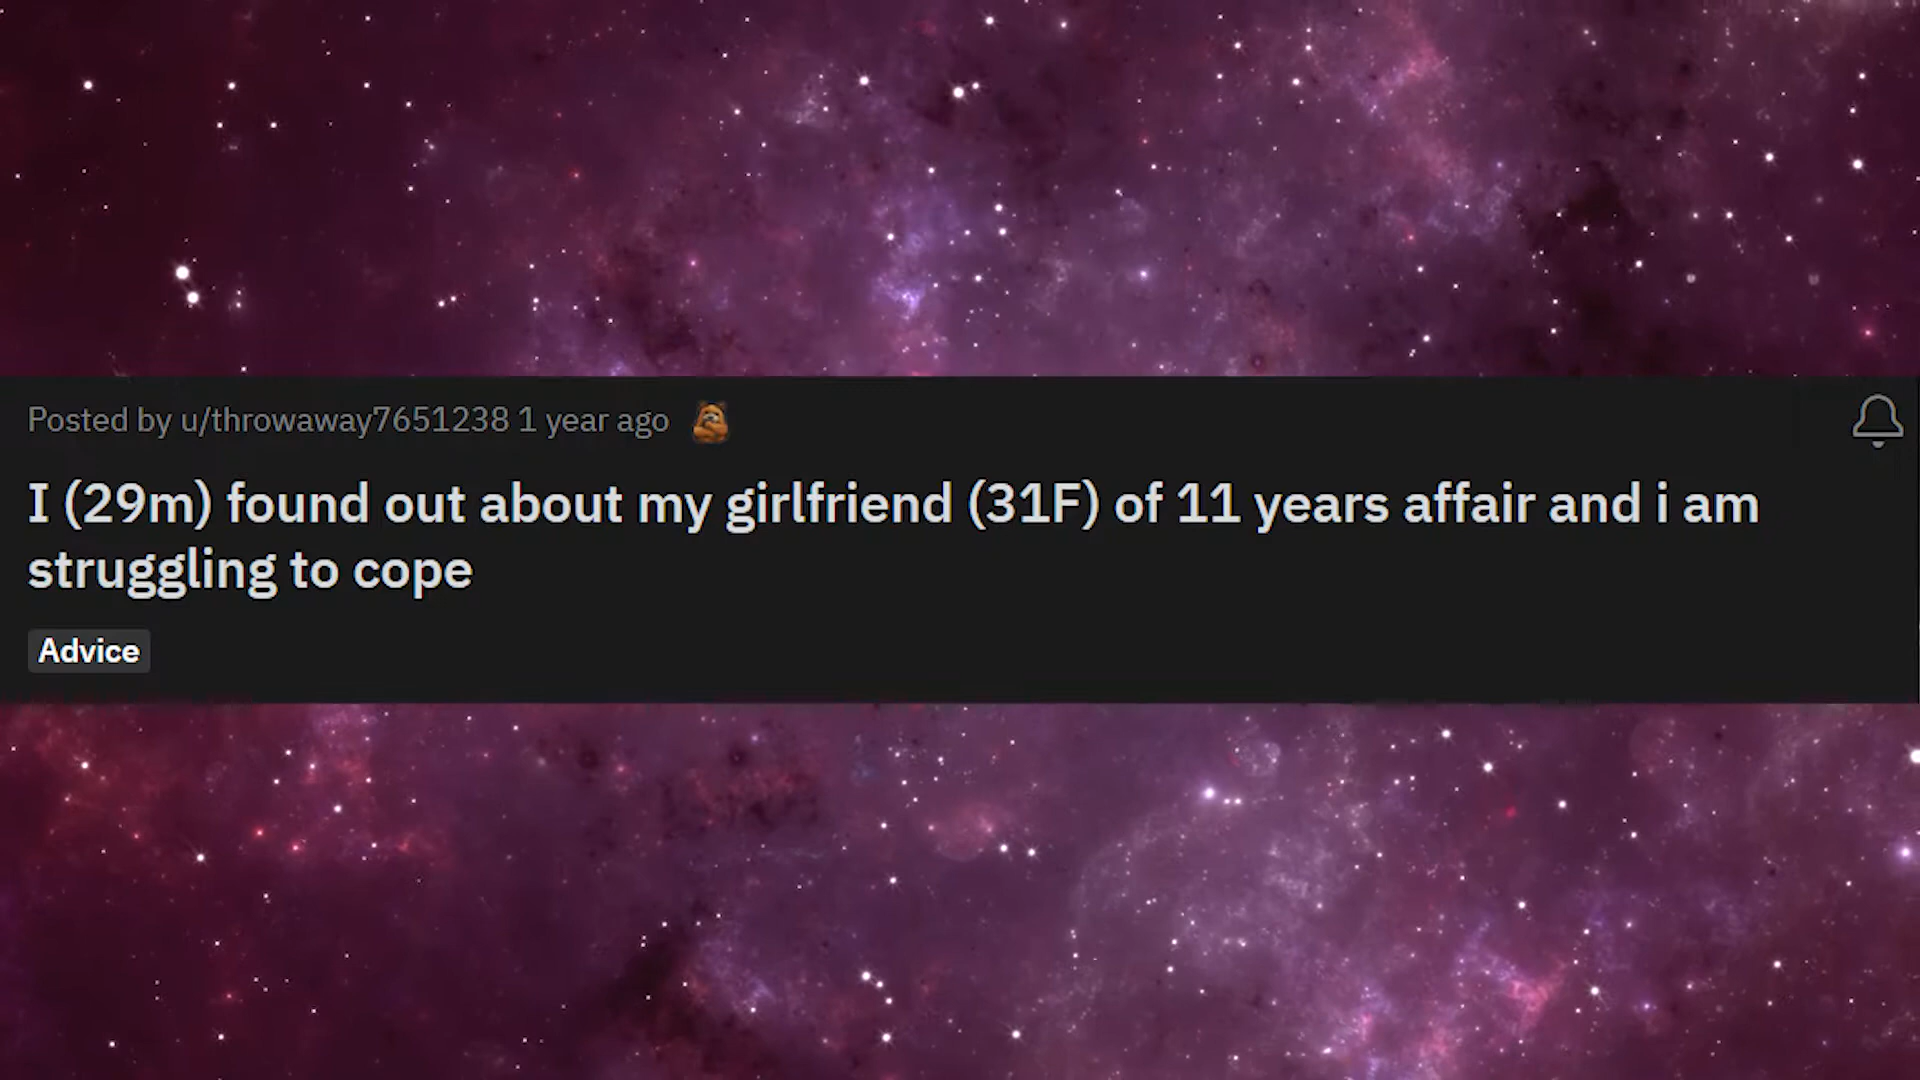 Posted by u/throwaway7651238 1 year ago
I (29m) found out about my girlfriend (31F) of 11 years affair and i am
struggling to cope
Advice